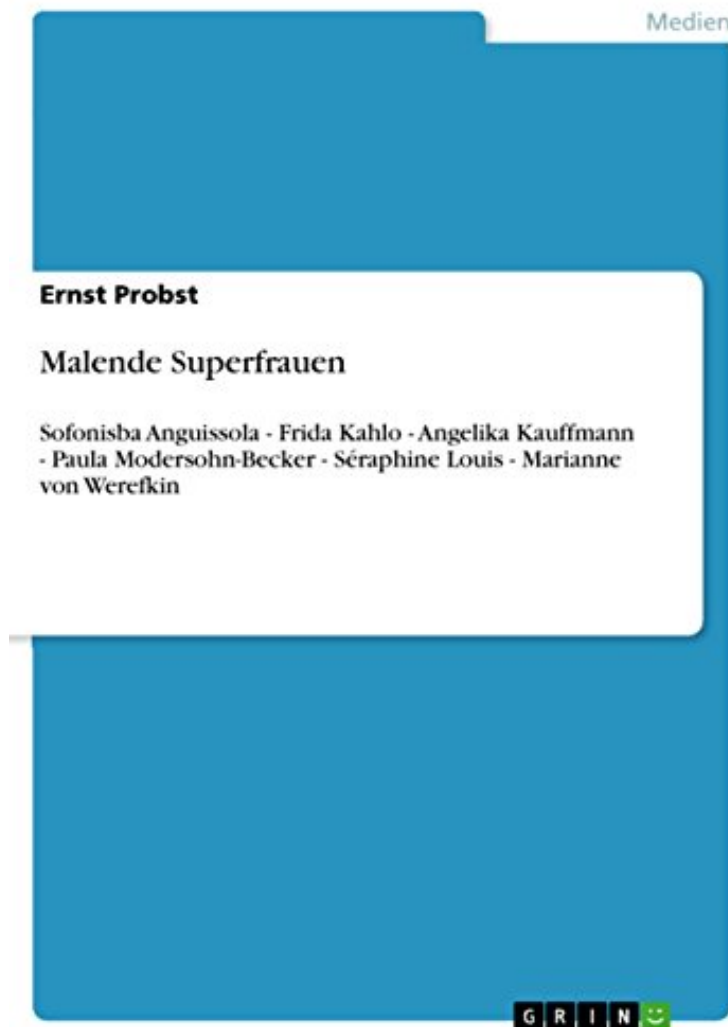 Medien
Ernst Probst
Malende Superfrauen
Sofonisba Anguissola - Frida Kahlo - Angelika Kauffmann
- Paula Modersohn-Becker - Séraphine Louis - Marianne
von Werefkin
GRIN